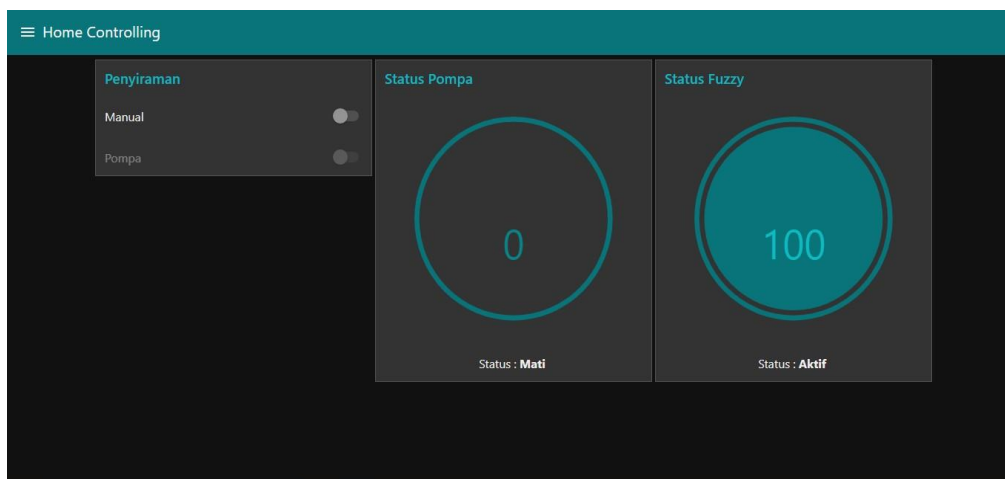 Home Controlling
Penyiraman
Manual
Pompa
Status Pompa
0
Status : Mati
Status Fuzzy
100
Status : Aktif